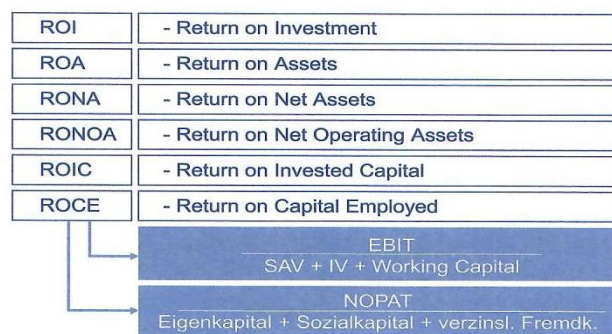 ROI - Return on Investment
ROA - Return on Assets
RONA - Return on Net Assets
RONOA - Return on Net Operating Assets
ROIC - Return on Invested Capital
ROCE - Return on Capital Employed
EBIT
SAV + IV + Working Capital
NOPAT
Eigenkapital + Sozialkapital + verzinsl. Fremdk.